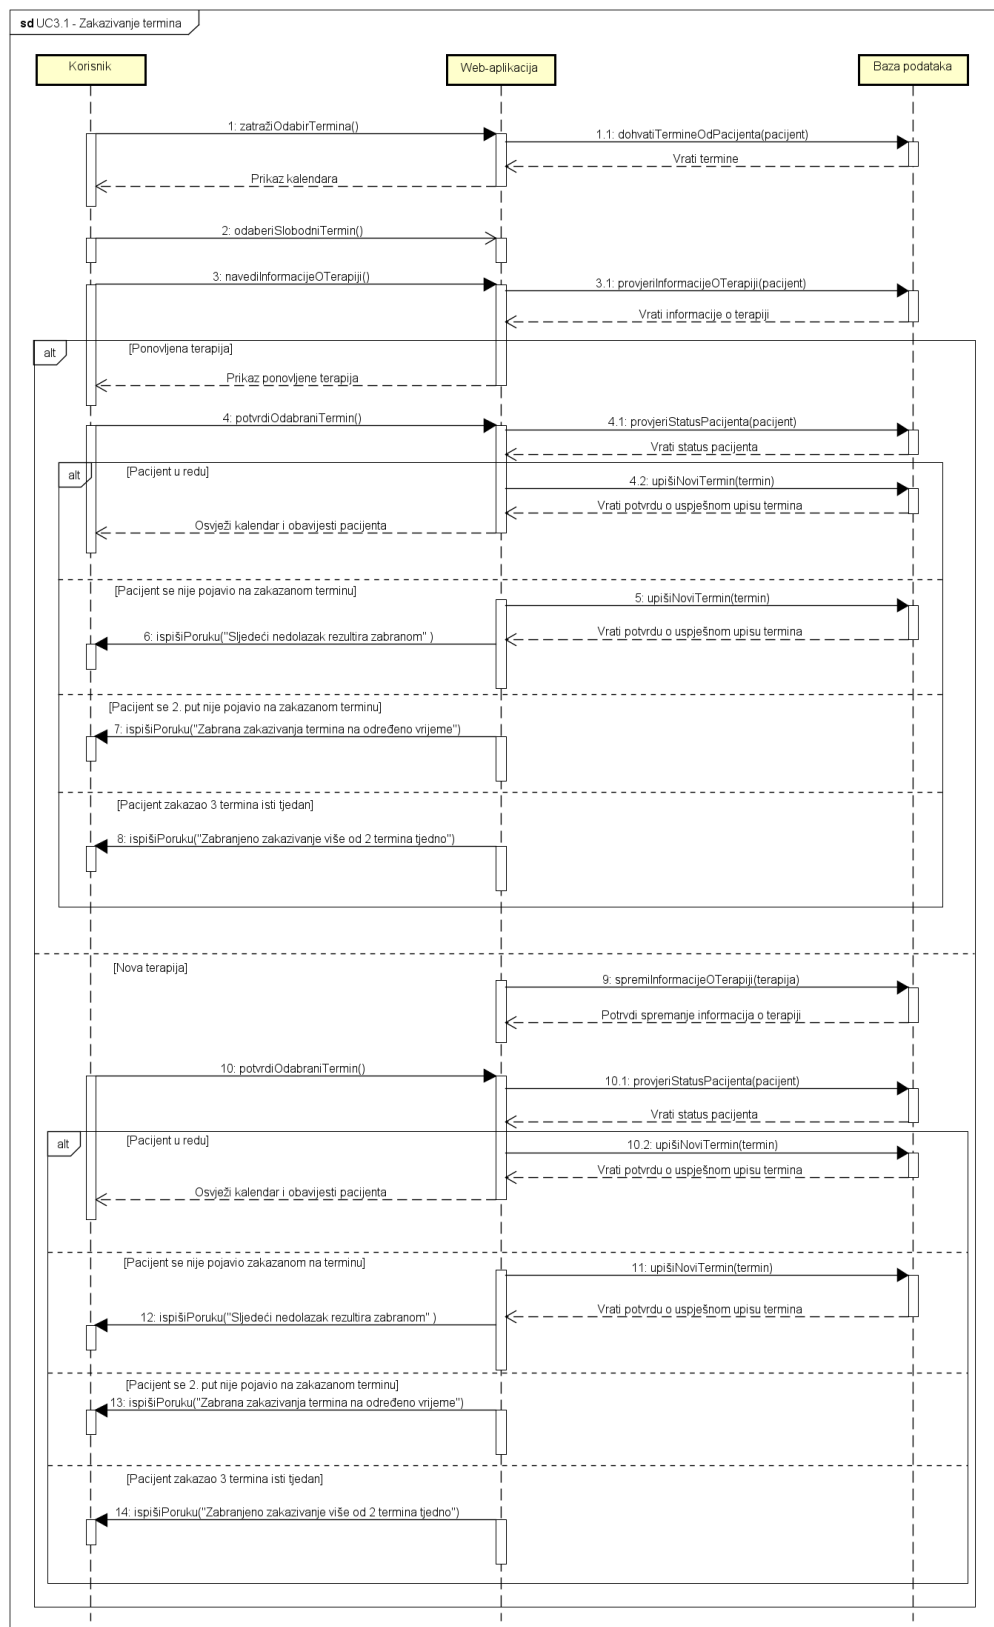 sd UC3.1 - Zakazivanje termina
Korisnik
Web-aplikacija
Baza podataka
1: zatražiOdabirTermina()
1.1: dohvatiTermineOdPacijenta(pacijent)
Vrati termine
Prikaz kalendara
2: odaberiSlobodniTermin()
3: navediInformacijeOTerapiji()
3.1: provjeriInformacijeOTerapiji(pacijent)
Vrati informacije o terapiji
alt
[Ponovljena terapija]
Prikaz ponovljene terapija
4: potvrdiOdabraniTermin()
4.1: provjeriStatusPacijenta(pacijent)
Vrati status pacijenta
alt
[Pacijent u redu]
4.2: upišiNoviTermin(termin)
Vrati potvrdu o uspješnom upisu termina
Osvježi kalendar i obavijesti pacijenta
[Pacijent se nije pojavio na zakazanom terminu]
5: upišiNoviTermin(termin)
Vrati potvrdu o uspješnom upisu termina
6: ispišiPoruku("Sljedeći nedolazak rezultira zabranom" )
[Pacijent se 2. put nije pojavio na zakazanom terminu]
7: ispišiPoruku("Zabrana zakazivanja termina na određeno vrijeme")
[Pacijent zakazao 3 termina isti tjedan]
8: ispišiPoruku("Zabranjeno zakazivanje više od 2 termina tjedno")
[Nova terapija]
9: spremiInformacijeOTerapiji(terapija)
Potrvdi spremanje informacija o terapiji
10: potvrdiOdabraniTermin()
10.1: provjeriStatusPacijenta(pacijent)
Vrati status pacijenta
alt
[Pacijent u redu]
10.2: upišiNoviTermin(termin)
Vrati potvrdu o uspješnom upisu termina
Osvježi kalendar i obavijesti pacijenta
[Pacijent se nije pojavio zakazanom na terminu]
11: upišiNoviTermin(termin)
Vrati potvrdu o uspješnom upisu termina
12: ispišiPoruku("Sljedeći nedolazak rezultira zabranom" )
[Pacijent se 2. put nije pojavio na zakazanom terminu]
13: ispišiPoruku("Zabrana zakazivanja termina na određeno vrijeme")
[Pacijent zakazao 3 termina isti tjedan]
14: ispišiPoruku("Zabranjeno zakazivanje više od 2 termina tjedno")